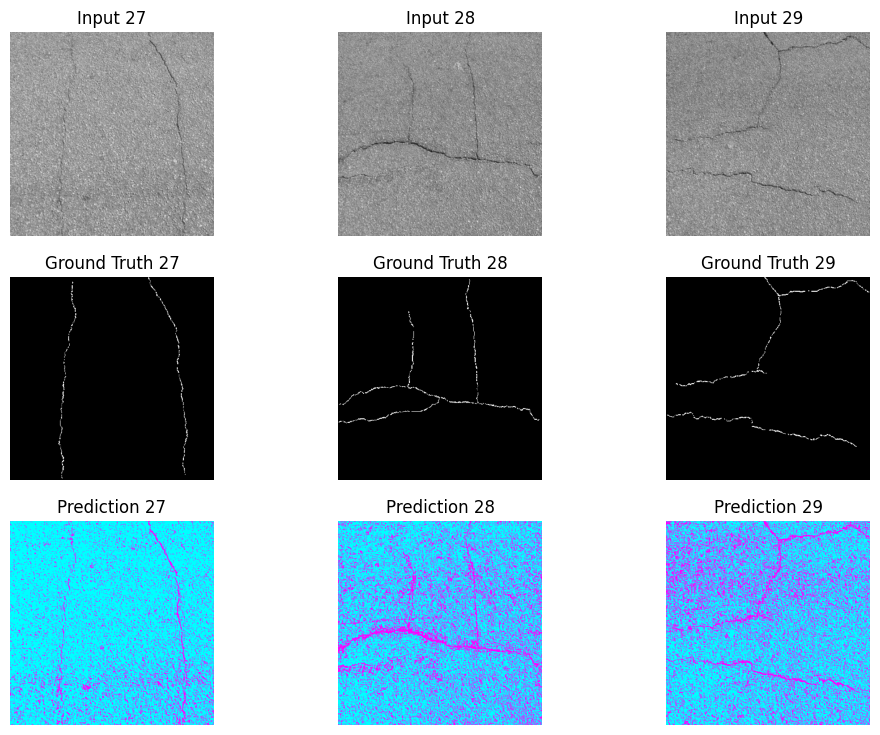 Input 27
Input 28
Input 29
Ground Truth 27
Ground Truth 28
Ground Truth 29
Prediction 27
Prediction 28
Prediction 29